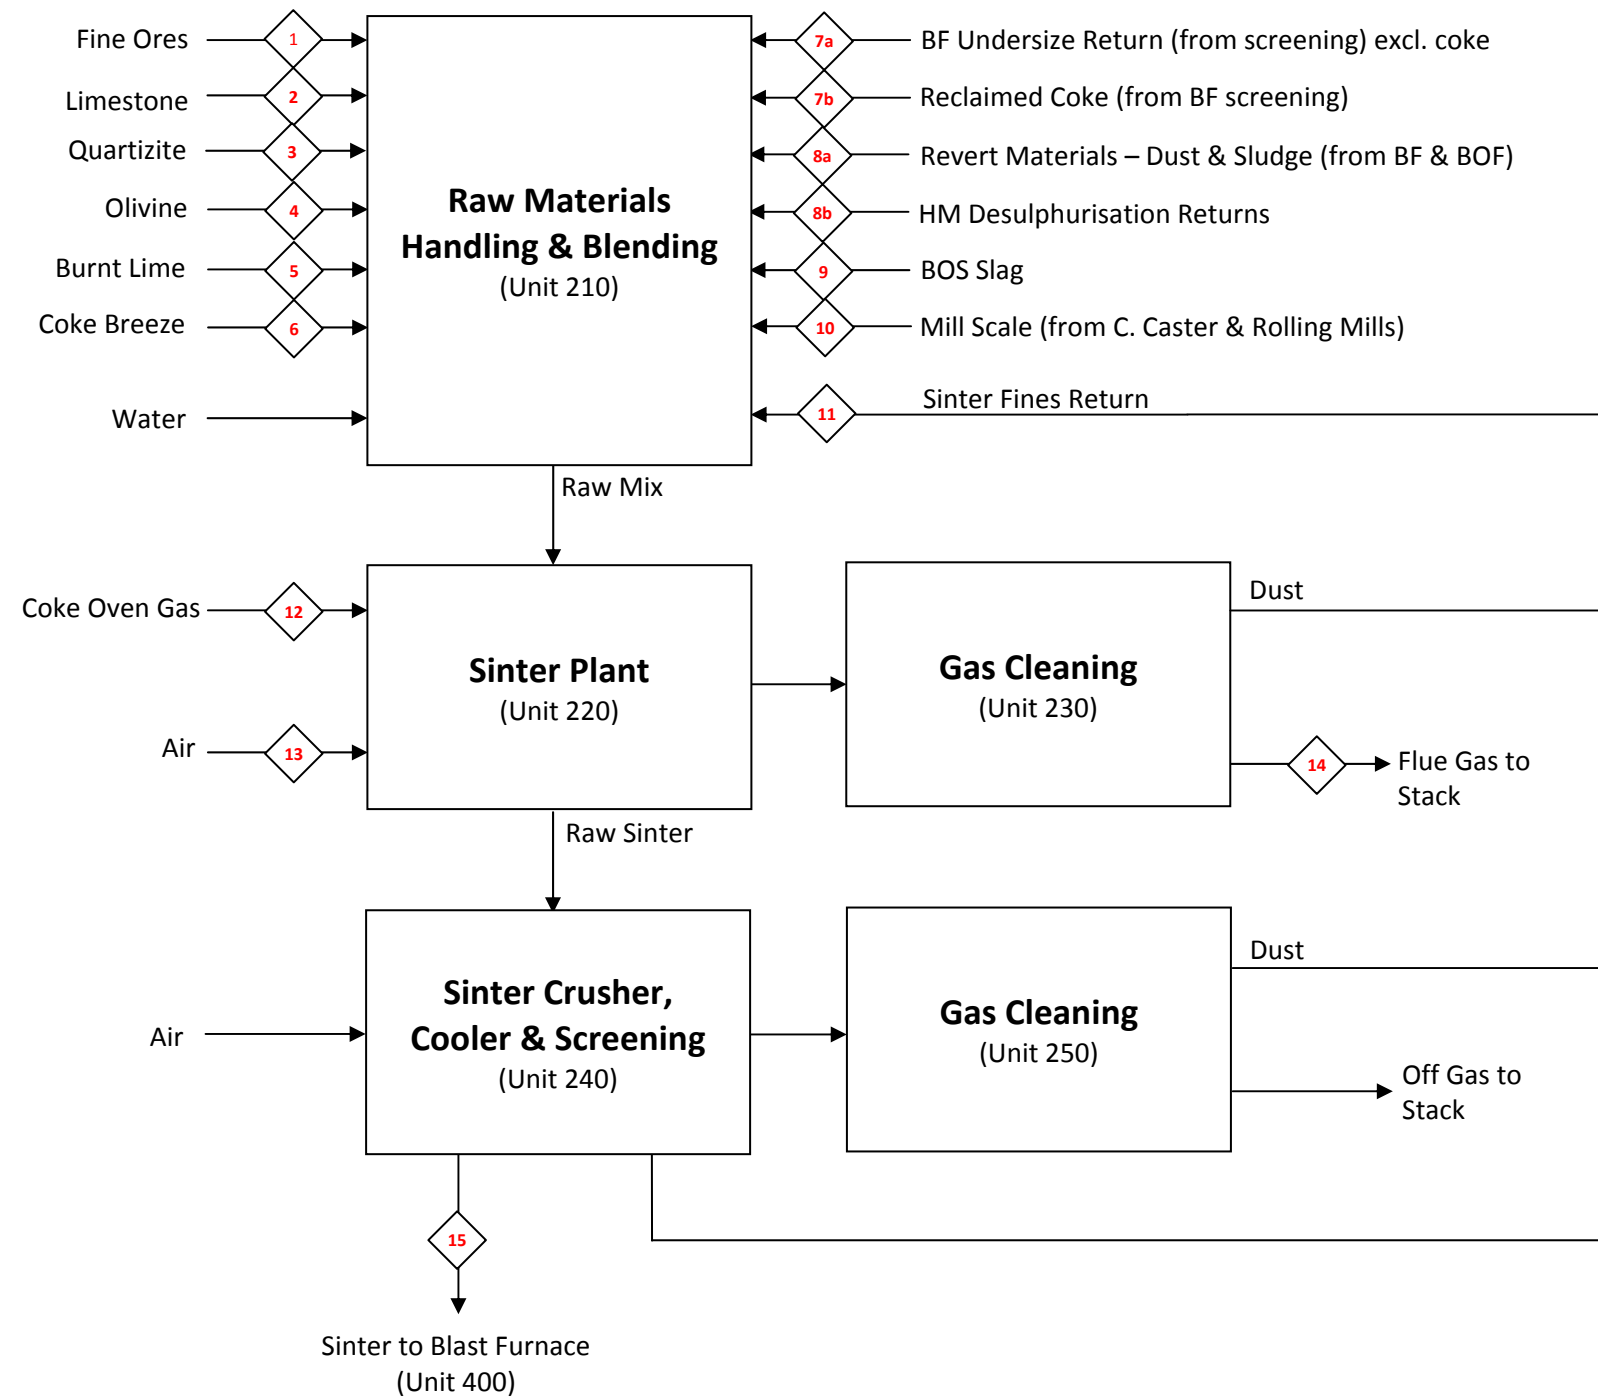 Fine Ores
1
Limestone
2
Quartizite
3
Olivine
4
Burnt Lime
5
Coke Breeze
6
Water
Raw Materials
Handling & Blending
(Unit 210)
7a
BF Undersize Return (from screening) excl. coke
7b
Reclaimed Coke (from BF screening)
8a
Revert Materials – Dust & Sludge (from BF & BOF)
8b
HM Desulphurisation Returns
9
BOS Slag
10
Mill Scale (from C. Caster & Rolling Mills)
11
Sinter Fines Return
Raw Mix
Coke Oven Gas
12
Air
13
Sinter Plant
(Unit 220)
Gas Cleaning
(Unit 230)
Dust
14
Flue Gas to
Stack
Raw Sinter
Air
Sinter Crusher,
Cooler & Screening
(Unit 240)
Gas Cleaning
(Unit 250)
Dust
Off Gas to
Stack
15
Sinter to Blast Furnace
(Unit 400)